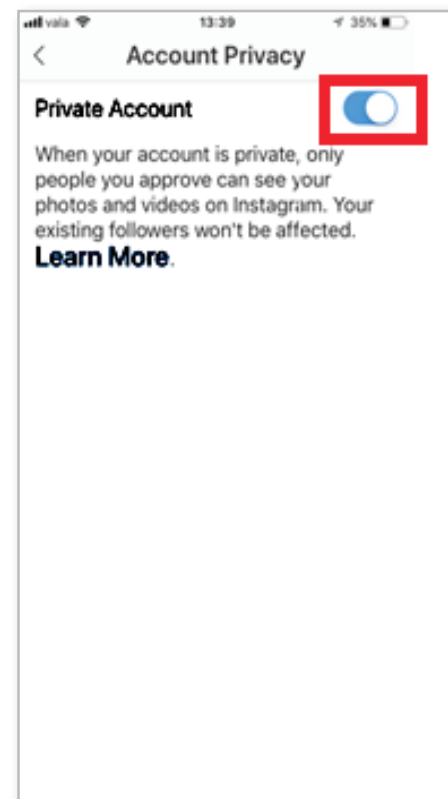 vala 13:39 35%
Account Privacy
Private Account
When your account is private, only
people you approve can see your
photos and videos on Instagram. Your
existing followers won't be affected.
Learn More.